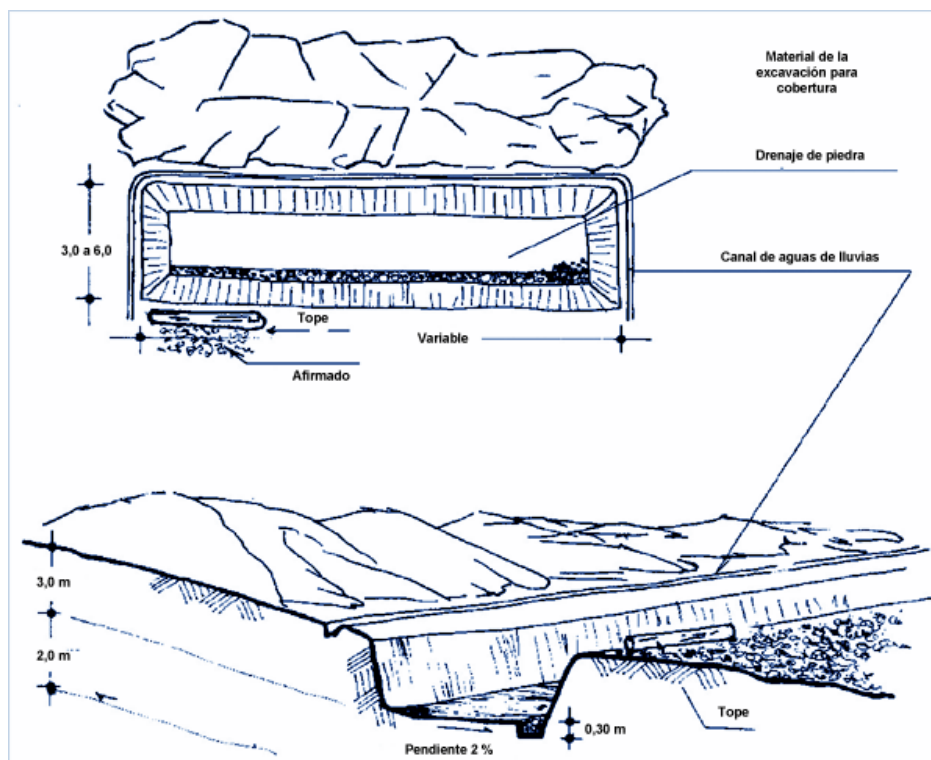 Material de la
excavación para
cobertura
Drenaje de piedra
3,0 a 6,0
Canal de aguas de lluvias
Tope
Variable
Afirmado
3,0 m
2,0 m
Tope
0,30 m
Pendiente 2 %